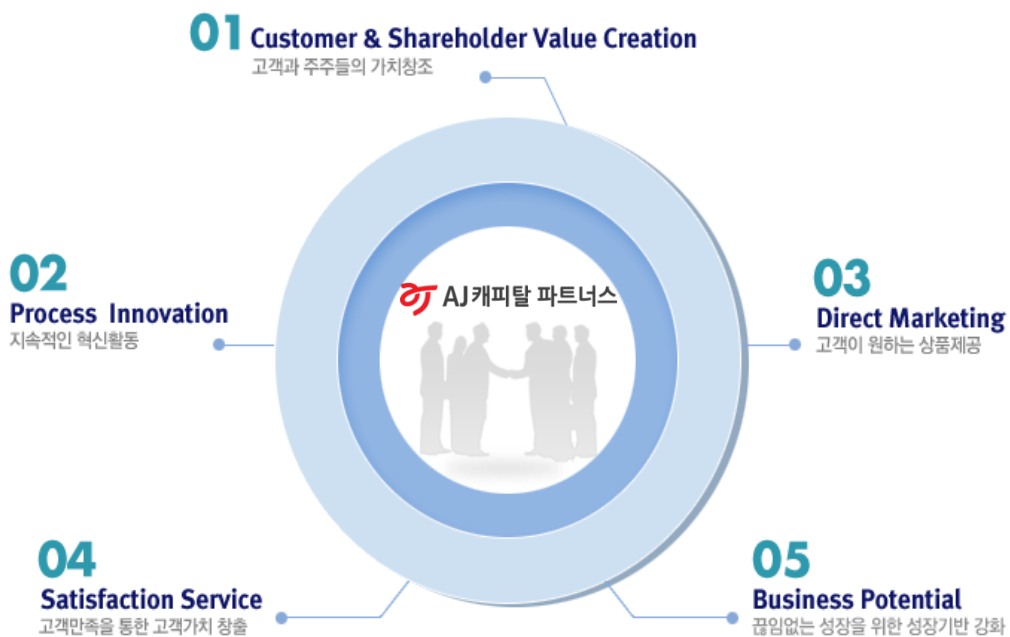 01 Customer & Shareholder Value Creation
고객과 주주들의 가치창조
02
Process Innovation
지속적인 혁신활동
AJ캐피탈 파트너스
03
Direct Marketing
고객이 원하는 상품제공
04
Satisfaction Service
고객만족을 통한 고객가치 창출
05
Business Potential
끊임없는 성장을 위한 성장기반 강화